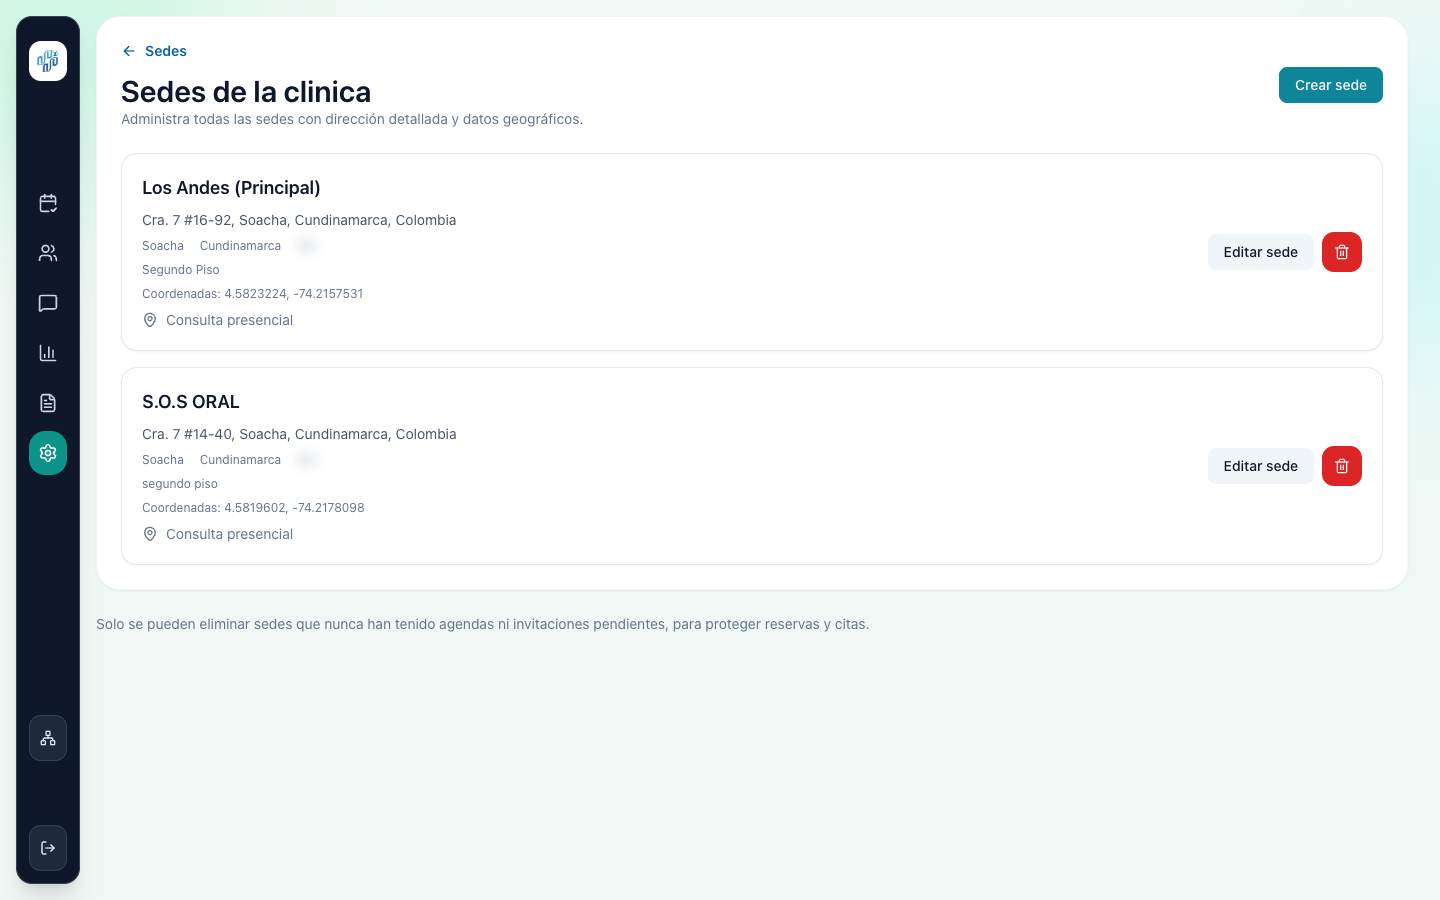 Sedes
Sedes de la clinica
Administra todas las sedes con dirección detallada y datos geográficos.
Crear sede
Los Andes (Principal)
Cra. 7 #16-92, Soacha, Cundinamarca, Colombia
Soacha Cundinamarca
Segundo Piso
Coordenadas: 4.5823224, -74.2157531
Consulta presencial
Editar sede
S.O.S ORAL
Cra. 7 #14-40, Soacha, Cundinamarca, Colombia
Soacha Cundinamarca
segundo piso
Coordenadas: 4.5819602, -74.2178098
Consulta presencial
Editar sede
Solo se pueden eliminar sedes que nunca han tenido agendas ni invitaciones pendientes, para proteger reservas y citas.